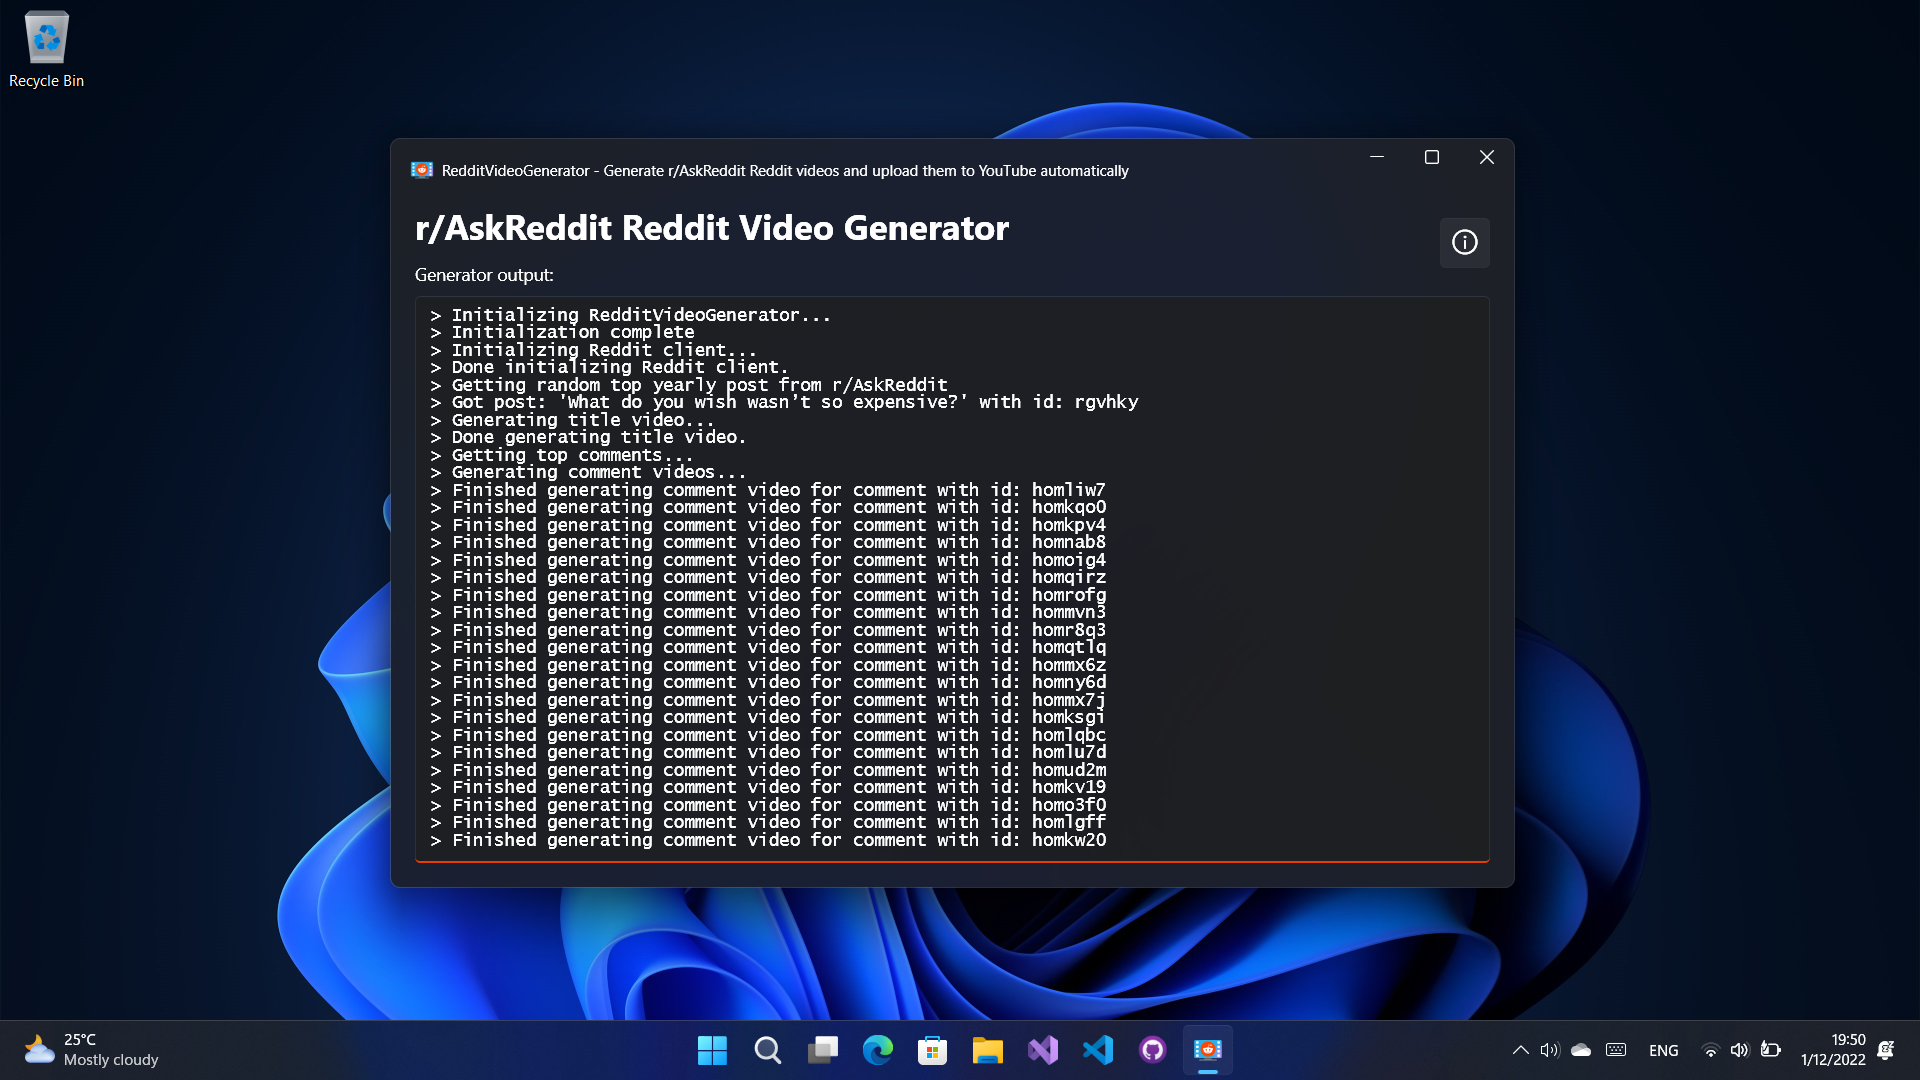 Recycle Bin
RedditVideoGenerator - Generate r/AskReddit Reddit videos and upload them to YouTube automatically
r/AskReddit Reddit Video Generator
Generator output:
> Initializing RedditVideoGenerator...
> Initialization complete
> Initializing Reddit client...
> Done initializing Reddit client.
> Getting random top yearly post from r/AskReddit
> Got post: 'What do you wish wasn’t so expensive?' with id: rgvhky
> Generating title video...
> Done generating title video.
> Getting top comments...
> Generating comment videos...
> Finished generating comment video for comment with id: homliw7
> Finished generating comment video for comment with id: homkqo0
> Finished generating comment video for comment with id: homkpv4
> Finished generating comment video for comment with id: homnab8
> Finished generating comment video for comment with id: homoig4
> Finished generating comment video for comment with id: homqirz
> Finished generating comment video for comment with id: homrofg
> Finished generating comment video for comment with id: hommvn3
> Finished generating comment video for comment with id: homr8q3
> Finished generating comment video for comment with id: homqtlq
> Finished generating comment video for comment with id: hommx6z
> Finished generating comment video for comment with id: homny6d
> Finished generating comment video for comment with id: hommx7j
> Finished generating comment video for comment with id: homksgi
> Finished generating comment video for comment with id: homlqbc
> Finished generating comment video for comment with id: homlu7d
> Finished generating comment video for comment with id: homud2m
> Finished generating comment video for comment with id: homkv19
> Finished generating comment video for comment with id: homo3f0
> Finished generating comment video for comment with id: homlgff
> Finished generating comment video for comment with id: homkw20
25°C
Mostly cloudy
ENG
19:50
1/12/2022